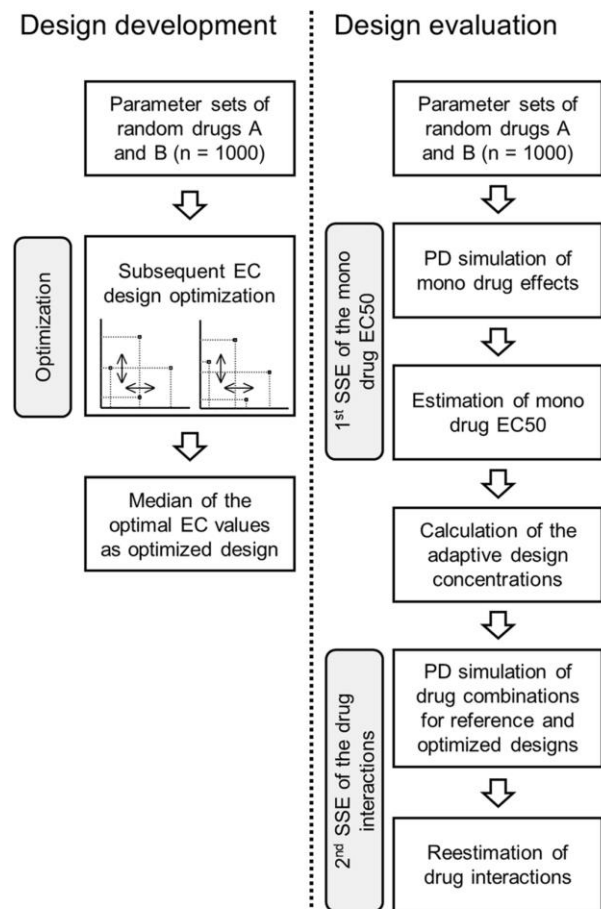 Design development
Parameter sets of
random drugs A
and B (n = 1000)
Optimization
Subsequent EC
design optimization
Median of the
optimal EC values
as optimized design
Design evaluation
Parameter sets of
random drugs A
and B (n = 1000)
1st SSE of the mono
drug EC50
PD simulation of
mono drug effects
Estimation of mono
drug EC50
Calculation of the
adaptive design
concentrations
2nd SSE of the drug
interactions
PD simulation of
drug combinations
for reference and
optimized designs
Reestimation of
drug interactions